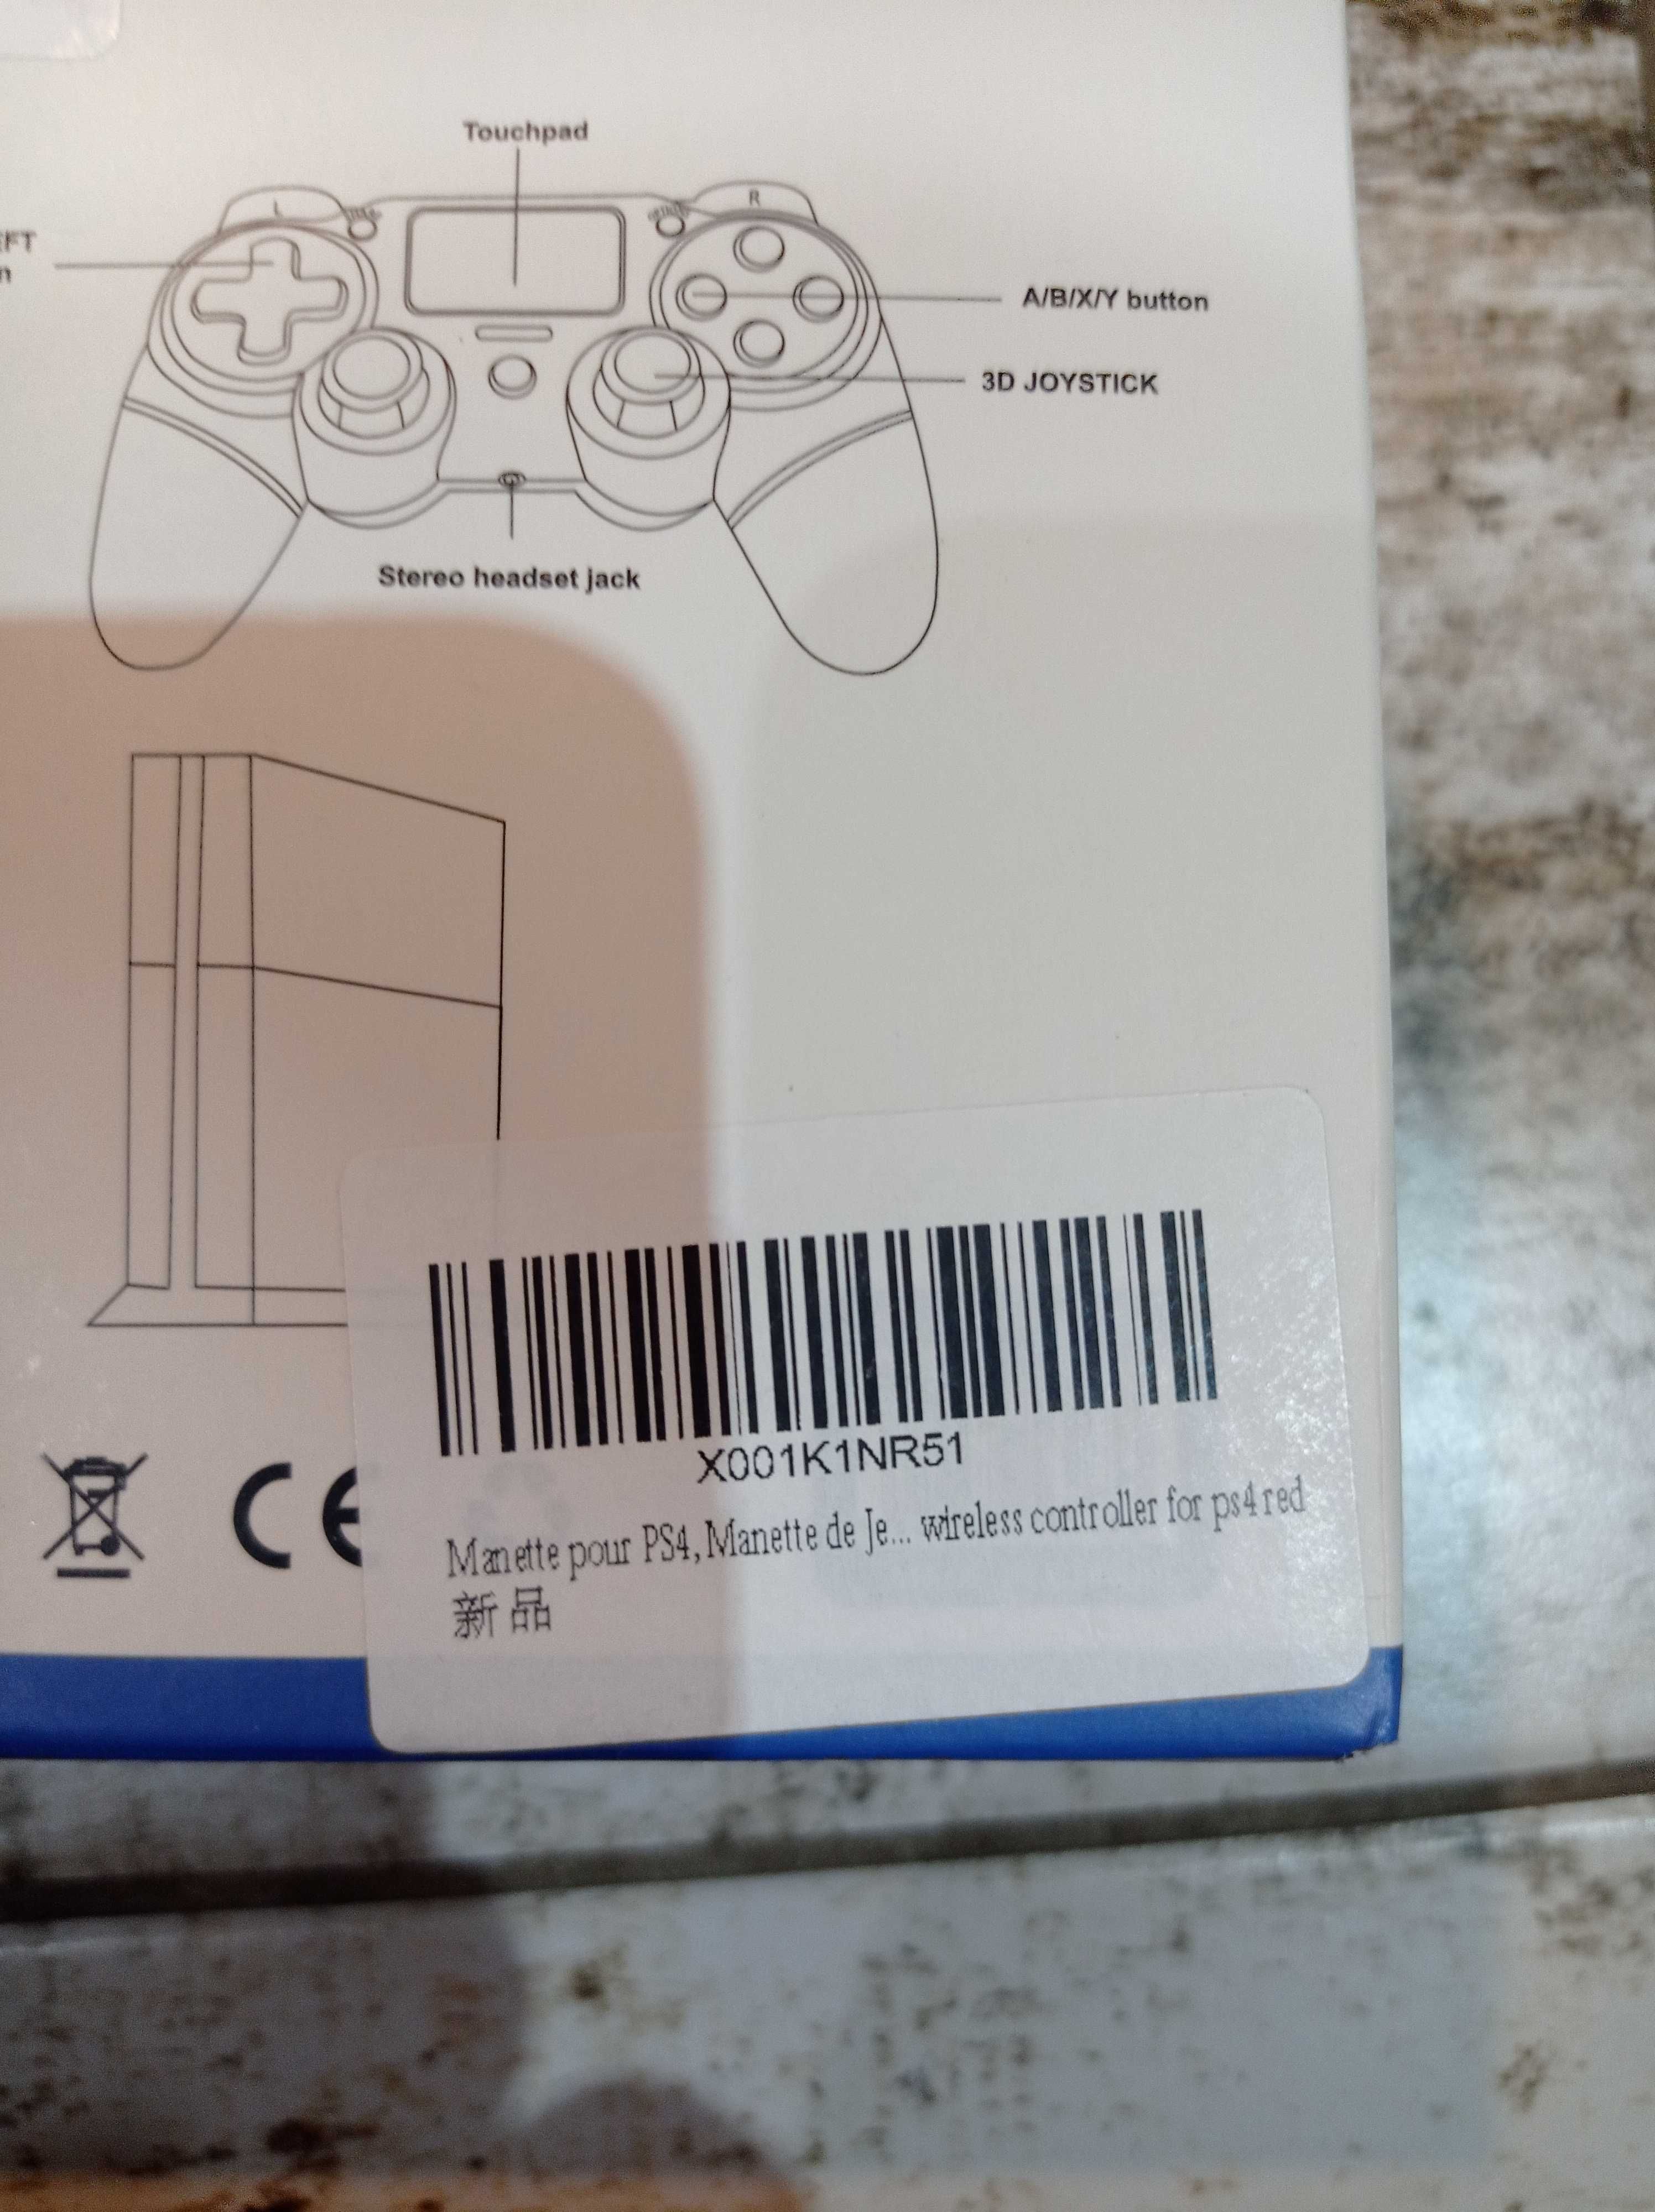 Touchpad
L
R
A/B/X/Y button
3D JOYSTICK
Stereo headset jack
CE
X001K1NR51
Manette pour PS4, Manette de Je... wireless controller for ps4 red
新品